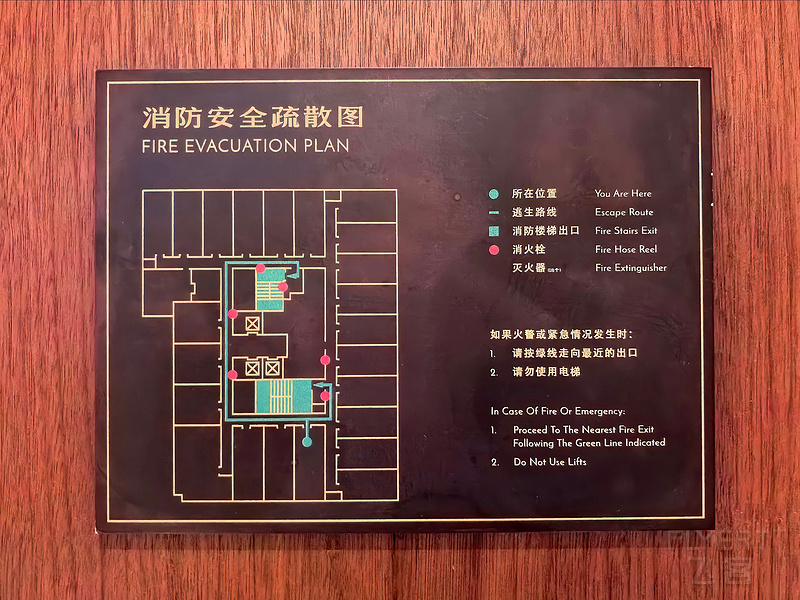 消防安全疏散图
FIRE EVACUATION PLAN
所在位置 You Are Here
逃生路线 Escape Route
消防楼梯出口 Fire Stairs Exit
消火栓 Fire Hose Reel
灭火器 Fire Extinguisher
如果火警或紧急情况发生时：
1. 请按绿线走向最近的出口
2. 请勿使用电梯
In Case Of Fire Or Emergency:
1. Proceed To The Nearest Fire Exit
Following The Green Line Indicated
2. Do Not Use Lifts